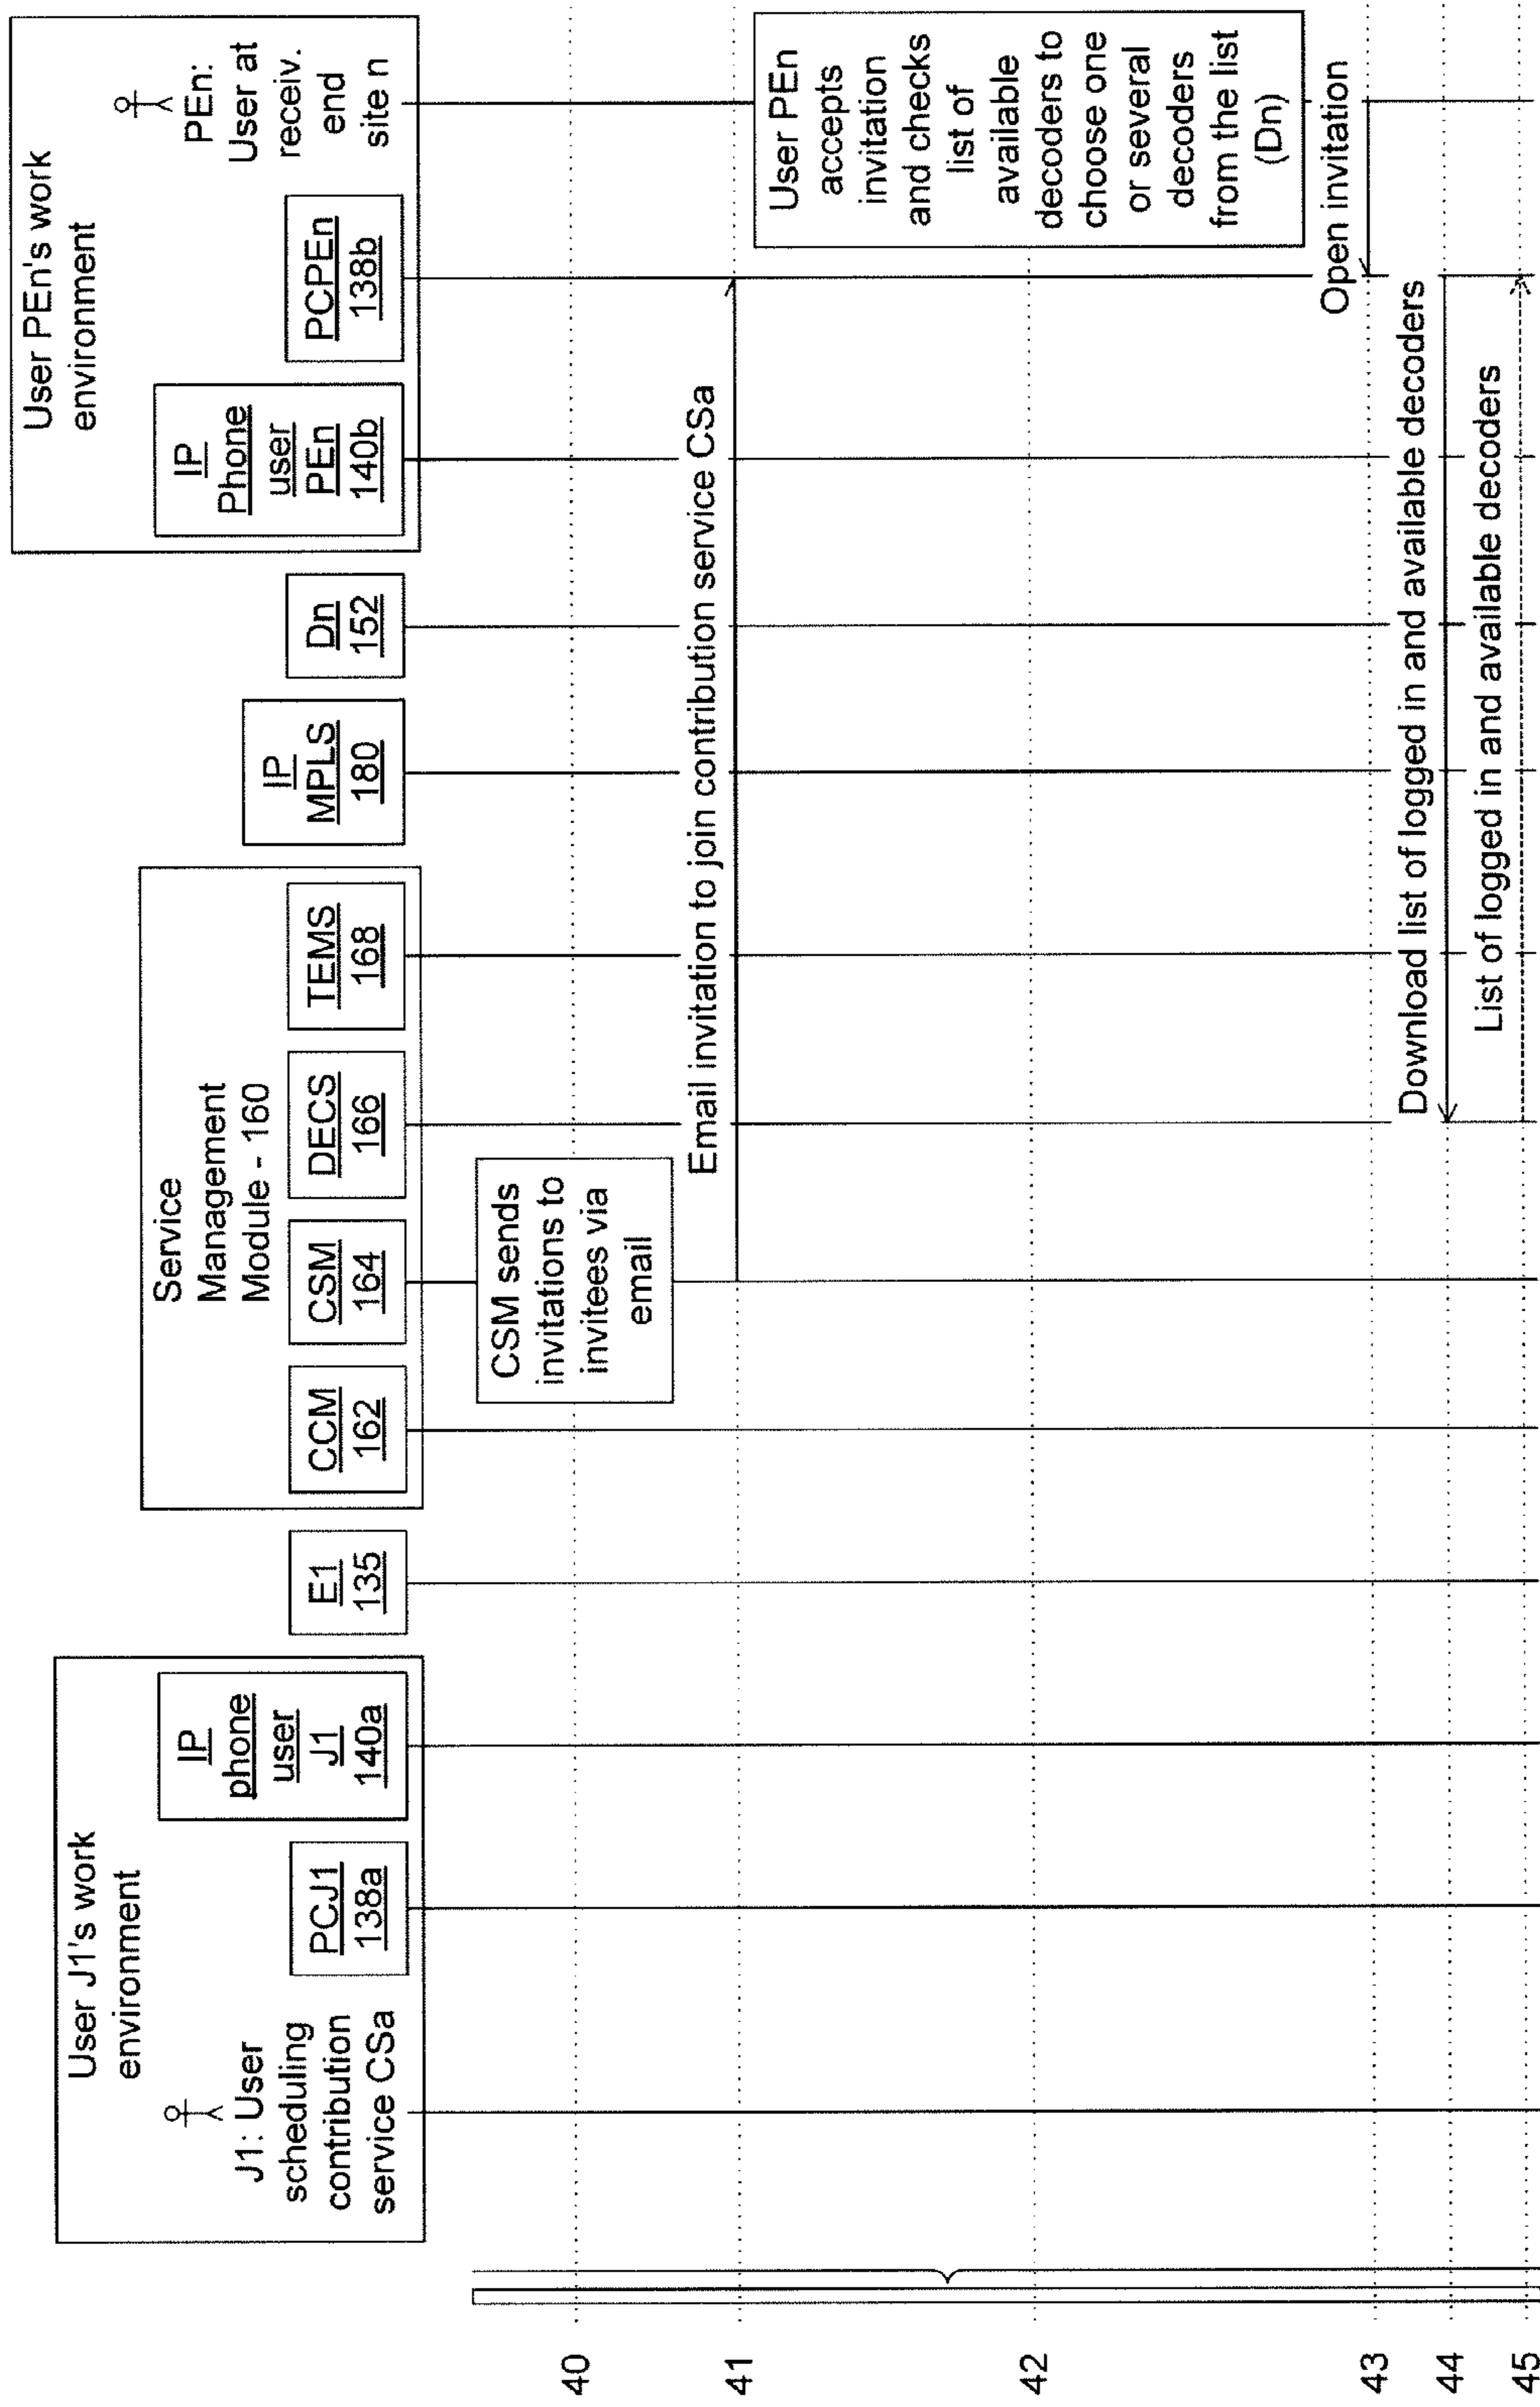 User J1's work
environment
J1: User
scheduling
contribution
service CSa
PCJ1
138a
IP
phone
user
J1
140a
E1
135
Service
Management
Module - 160
CCM
162
CSM
164
DECS
166
TEMS
168
IP
MPLS
180
Dn
152
User PEn's work
environment
IP
Phone
user
PEn
140b
PCPEn
138b
PEn:
User at
receiv.
end
site n
40
CSM sends
invitations to
invitees via
email
41
Email invitation to join contribution service CSa
42
User PEn
accepts
invitation
and checks
list of
available
decoders to
choose one
or several
decoders
from the list
(Dn)
43
Open invitation
44
Download list of logged in and available decoders
45
List of logged in and available decoders